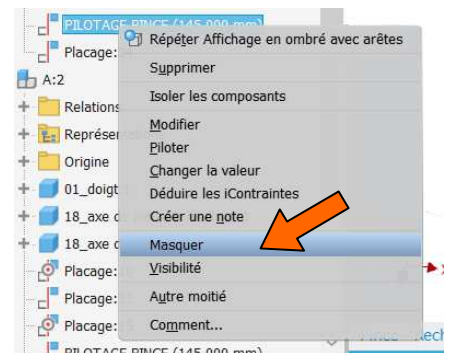 PILOTAGE PINCE (145,000 mm)
Répéter Affichage en ombré avec arêtes
Placage:
Supprimer
A:2
Isoler les composants
Relations
Modifier
Représe
Piloter
Origine
Changer la valeur
01_doigt
Déduire les iContraintes
18_axe d
Créer une note
18_axe d
Masquer
Placage:
Visibilité
Placage:
Autre moitié
Placage:
Comment...
PILOTAGE PINCE (145,000 mm)